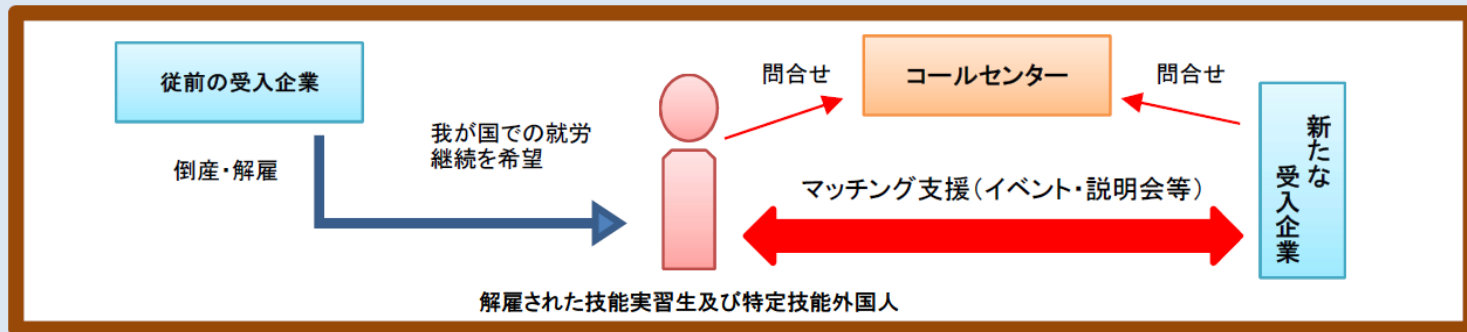 従前の受入企業
倒産・解雇
我が国での就労
継続を希望
問合せ
コールセンター
問合せ
新たな
受入企業
マッチング支援(イベント・説明会等)
解雇された技能実習生及び特定技能外国人